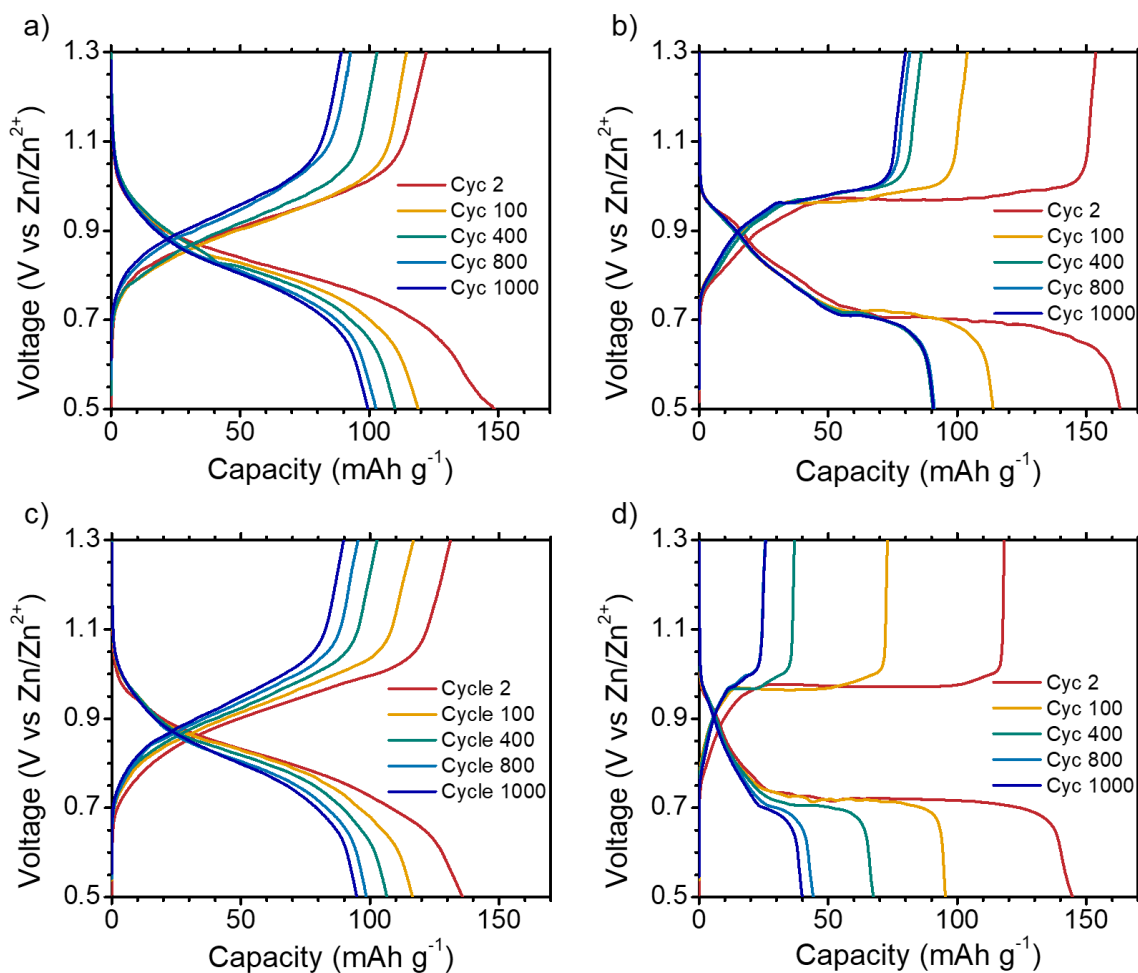 a)
1.3
1.1
0.9
0.7
0.5
Voltage (V vs Zn/Zn²⁺)
Cyc 2
Cyc 100
Cyc 400
Cyc 800
Cyc 1000
0 50 100 150
Capacity (mAh g⁻¹)
b)
1.3
1.1
0.9
0.7
0.5
Voltage (V vs Zn/Zn²⁺)
Cyc 2
Cyc 100
Cyc 400
Cyc 800
Cyc 1000
0 50 100 150
Capacity (mAh g⁻¹)
c)
1.3
1.1
0.9
0.7
0.5
Voltage (V vs Zn/Zn²⁺)
Cycle 2
Cycle 100
Cycle 400
Cycle 800
Cycle 1000
0 50 100 150
Capacity (mAh g⁻¹)
d)
1.3
1.1
0.9
0.7
0.5
Voltage (V vs Zn/Zn²⁺)
Cyc 2
Cyc 100
Cyc 400
Cyc 800
Cyc 1000
0 50 100 150
Capacity (mAh g⁻¹)